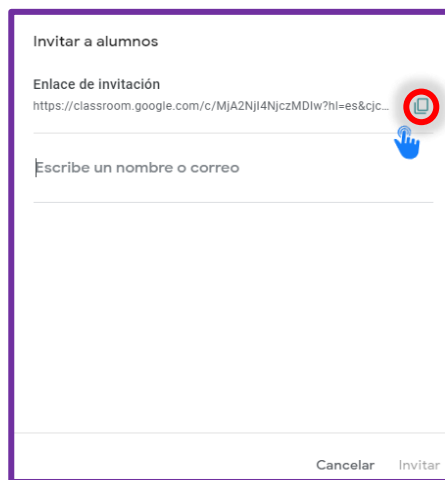 Invitar a alumnos
Enlace de invitación
https://classroom.google.com/c/MjA2NjI4NjczMDIw?hl=es&cjc...
Escribe un nombre o correo
Cancelar Invitar